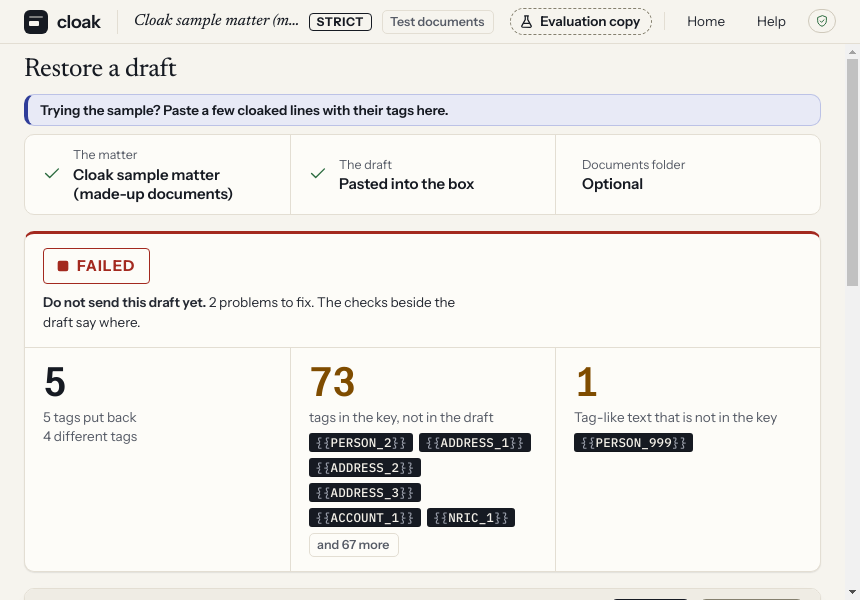 cloak
Cloak sample matter (m...
STRICT
Test documents
Evaluation copy
Home
Help
Restore a draft
Trying the sample? Paste a few cloaked lines with their tags here.
The matter
Cloak sample matter
(made-up documents)
The draft
Pasted into the box
Documents folder
Optional
FAILED
Do not send this draft yet. 2 problems to fix. The checks beside the
draft say where.
5
5 tags put back
4 different tags
73
tags in the key, not in the draft
{{PERSON_2}} {{ADDRESS_1}}
{{ADDRESS_2}}
{{ADDRESS_3}}
{{ACCOUNT_1}} {{NRIC_1}}
and 67 more
1
Tag-like text that is not in the key
{{PERSON_999}}